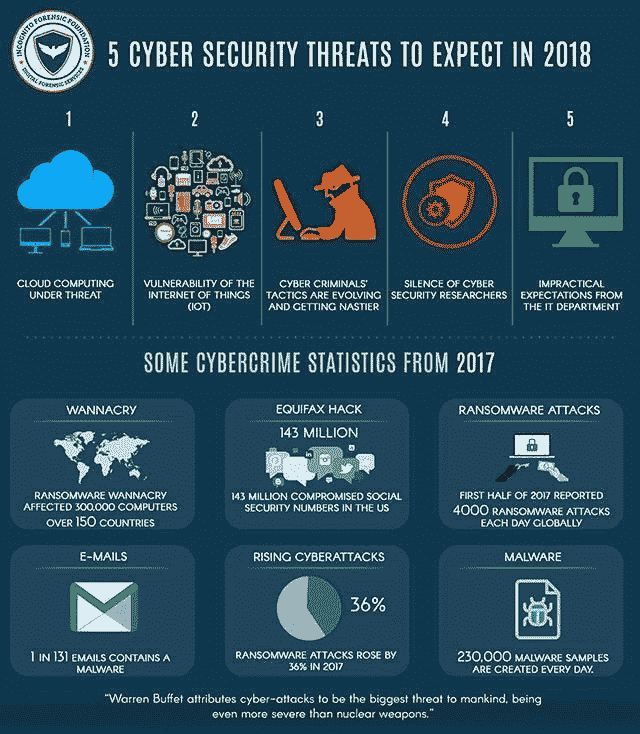 INCOGNITO FORENSIC FOUNDATION
DIGITAL FORENSIC SERVICES
5 CYBER SECURITY THREATS TO EXPECT IN 2018
1
2
3
4
5
CLOUD COMPUTING
UNDER THREAT
VULNERABILITY OF THE
INTERNET OF THINGS
(IOT)
CYBER CRIMINALS'
TACTICS ARE EVOLVING
AND GETTING NASTIER
SILENCE OF CYBER
SECURITY RESEARCHERS
IMPRACTICAL
EXPECTATIONS FROM
THE IT DEPARTMENT
SOME CYBERCRIME STATISTICS FROM 2017
WANNACRY
RANSOMWARE WANNACRY
AFFECTED 300,000 COMPUTERS
OVER 150 COUNTRIES
EQUIFAX HACK
143 MILLION
143 MILLION COMPROMISED SOCIAL
SECURITY NUMBERS IN THE US
RANSOMWARE ATTACKS
FIRST HALF OF 2017 REPORTED
4000 RANSOMWARE ATTACKS
EACH DAY GLOBALLY
E-MAILS
1 IN 131 EMAILS CONTAINS A
MALWARE
RISING CYBERATTACKS
36%
RANSOMWARE ATTACKS ROSE BY
36% IN 2017
MALWARE
230,000 MALWARE SAMPLES
ARE CREATED EVERY DAY.
"Warren Buffet attributes cyber-attacks to be the biggest threat to mankind, being
even more severe than nuclear weapons."